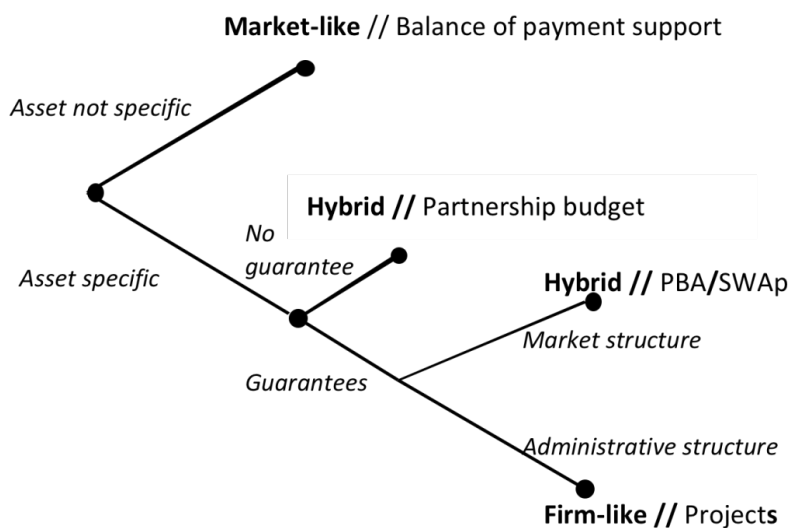 Market-like // Balance of payment support
Asset not specific
Hybrid // Partnership budget
No
guarantee
Asset specific
Hybrid // PBA/SWAp
Market structure
Guarantees
Administrative structure
Firm-like // Projects